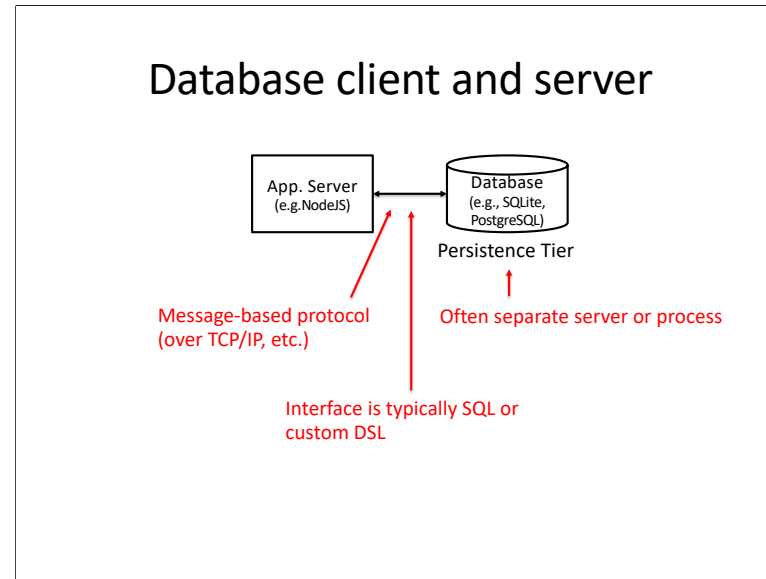 Database client and server
App. Server
(e.g.NodeJS)
Database
(e.g., SQLite,
PostgreSQL)
Persistence Tier
Message-based protocol
(over TCP/IP, etc.)
Often separate server or process
Interface is typically SQL or
custom DSL